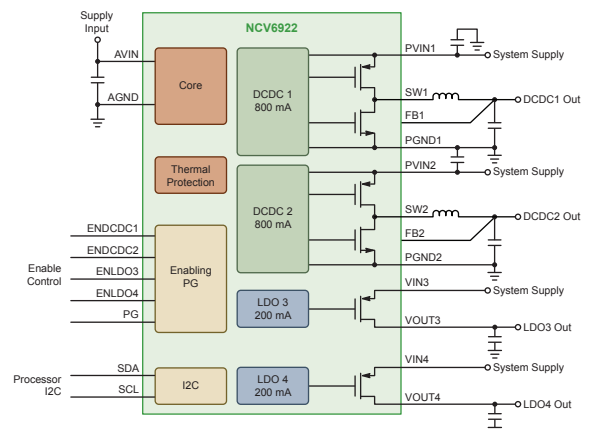 Supply
Input
NCV6922
AVIN
AGND
Core
DCDC 1
800 mA
PVIN1
System Supply
SW1
DCDC1 Out
FB1
PGND1
Thermal
Protection
PVIN2
System Supply
DCDC 2
800 mA
SW2
DCDC2 Out
FB2
PGND2
Enable
Control
ENDCDC1
ENDCDC2
ENLDO3
ENLDO4
PG
Enabling
PG
LDO 3
200 mA
VIN3
System Supply
VOUT3
LDO3 Out
Processor
I2C
SDA
SCL
I2C
LDO 4
200 mA
VIN4
System Supply
VOUT4
LDO4 Out